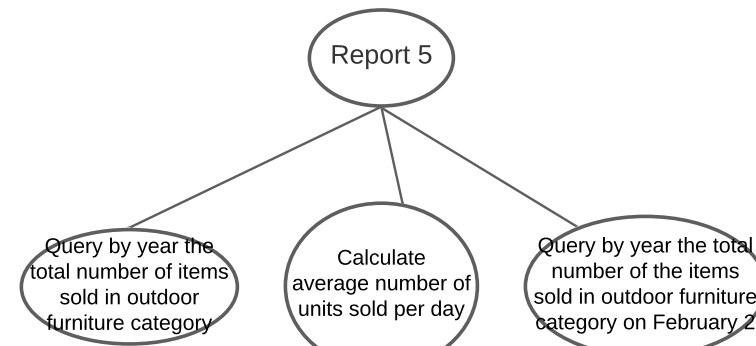 Report 5
Query by year the
total number of items
sold in outdoor
furniture category
Calculate
average number of
units sold per day
Query by year the total
number of the items
sold in outdoor furniture
category on February 2